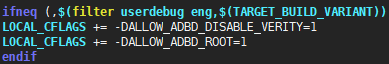 ifneq (,$(filter userdebug eng,$(TARGET_BUILD_VARIANT))
LOCAL_CFLAGS += -DALLOW_ADBD_DISABLE_VERITY=1
LOCAL_CFLAGS += -DALLOW_ADBD_ROOT=1
endif